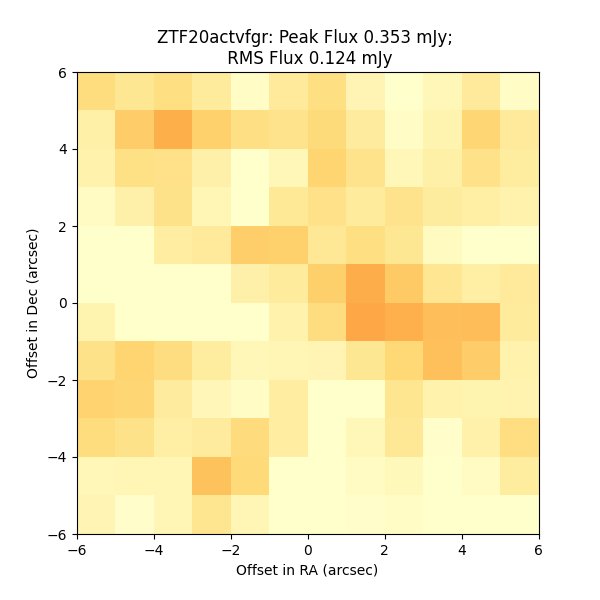 ZTF20actvfgr: Peak Flux 0.353 mJy;
RMS Flux 0.124 mJy
6
4
2
0
−2
−4
−6
Offset in Dec (arcsec)
−6 −4 −2 0 2 4 6
Offset in RA (arcsec)